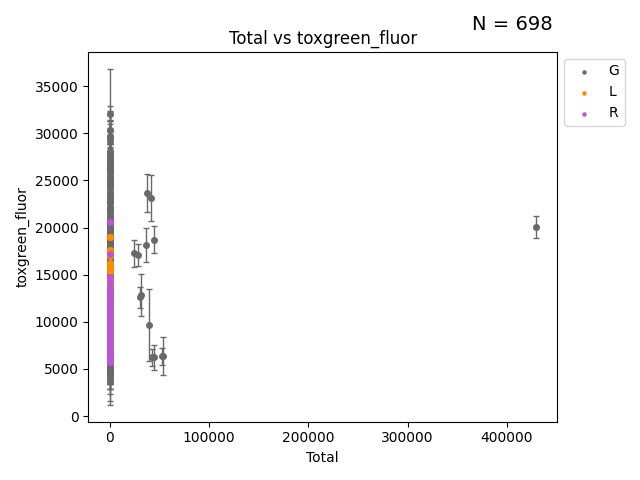 N = 698
Total vs toxgreen_fluor
G
L
R
35000
30000
25000
20000
15000
10000
5000
0
toxgreen_fluor
0 100000 200000 300000 400000
Total